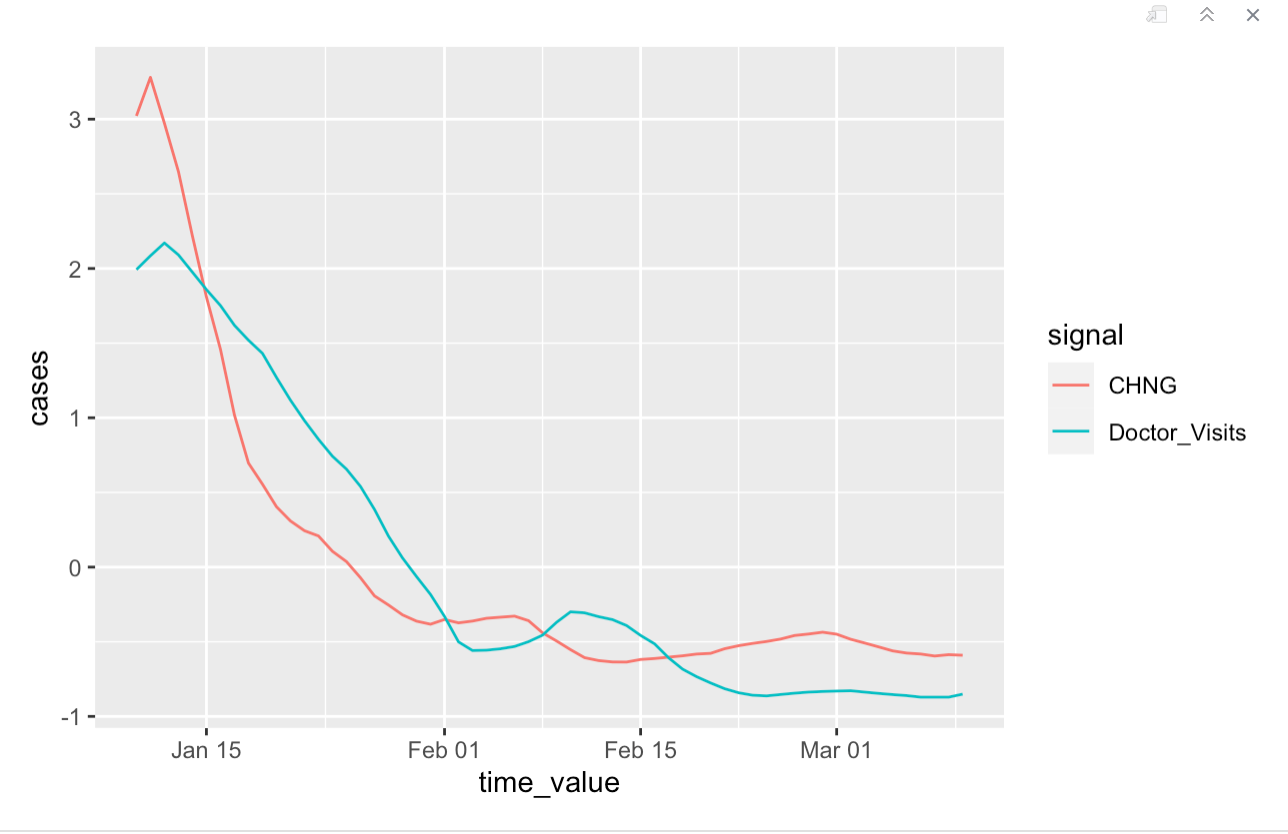 3
2
1
0
-1
cases
Jan 15
Feb 01
Feb 15
Mar 01
time_value
signal
CHNG
Doctor_Visits